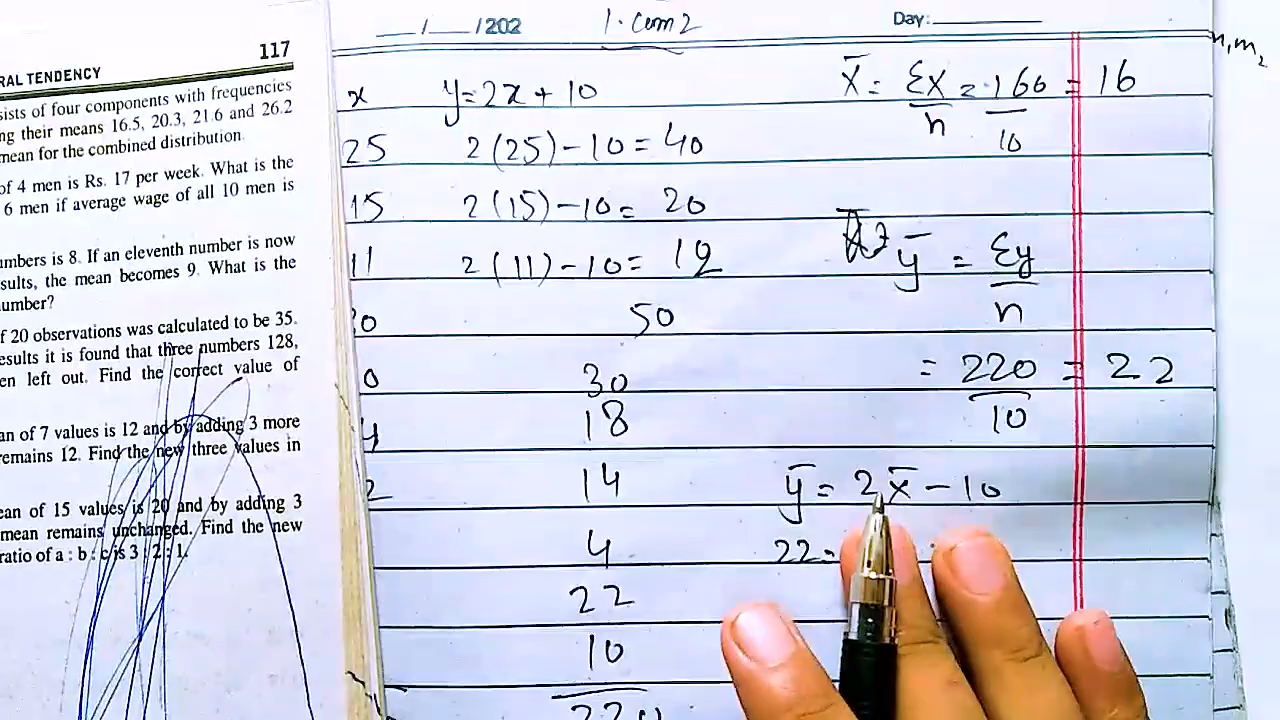 117
RAL TENDENCY
sists of four components with frequencies
ng their means 16.5, 20.3, 21.6 and 26.2
mean for the combined distribution.
of 4 men is Rs. 17 per week. What is the
6 men if average wage of all 10 men is
umbers is 8. If an eleventh number is now
sults, the mean becomes 9. What is the
umber?
f 20 observations was calculated to be 35.
esults it is found that three numbers 128,
en left out. Find the correct value of
an of 7 values is 12 and by adding 3 more
remains 12. Find the new three values in
ean of 15 values is 20 and by adding 3
mean remains unchanged. Find the new
ratio of a : b : c is 3 : 2 : 1.
__/__/202
Day:
x y=2x+10
25 2(25)-10=40
15 2(15)-10=20
11 2(11)-10=12
0 50
0 30
4 18
2 14
4
22
10
220
x̄ = Σx/n = 160/10 = 16
ȳ = Σy/n
= 220/10 = 22
ȳ = 2x̄ - 10
22=